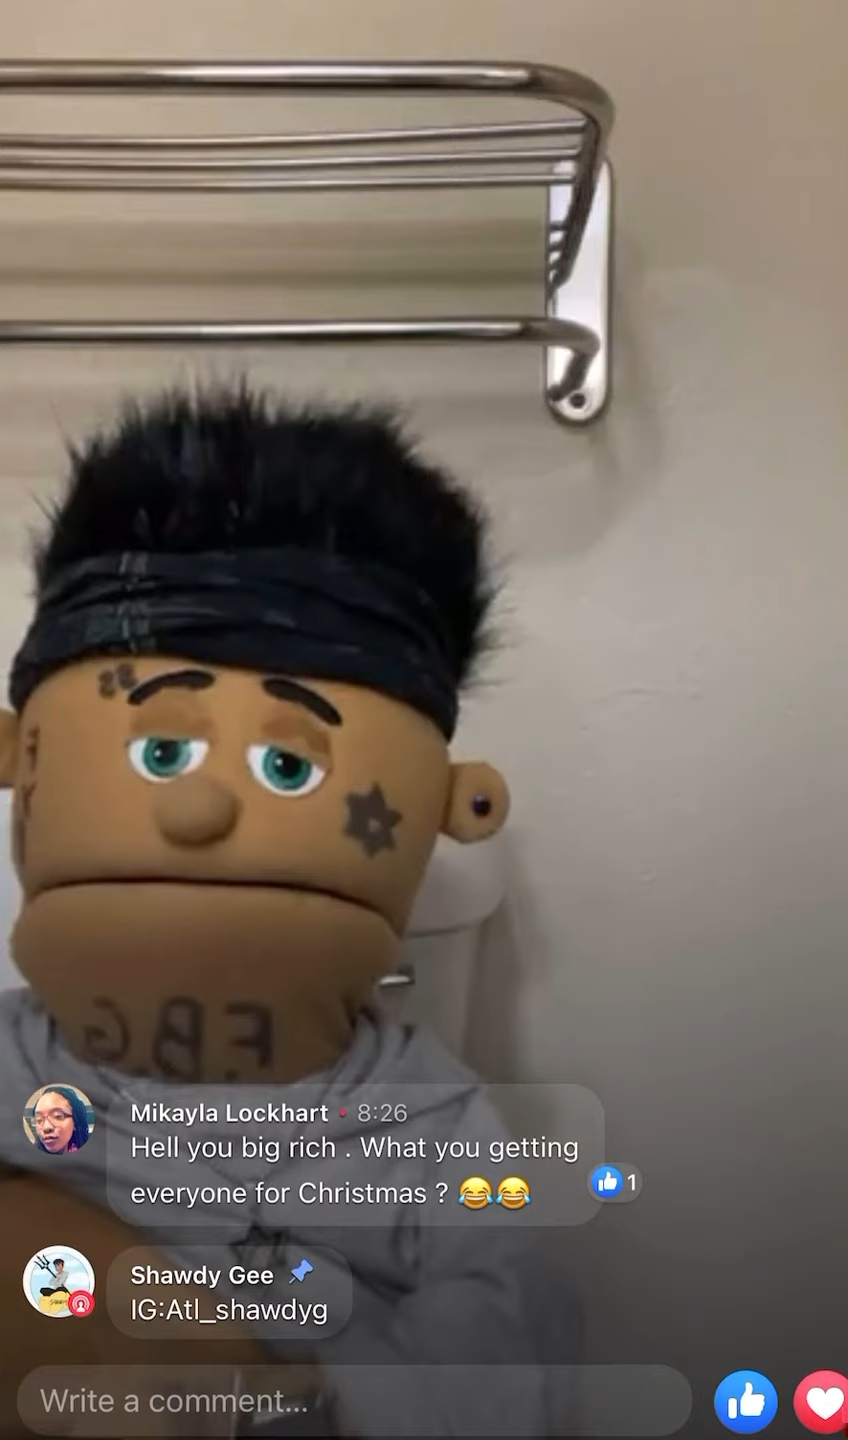 F.B.G
Mikayla Lockhart • 8:26
Hell you big rich . What you getting
everyone for Christmas ? 😂😂
1
Shawdy Gee 📌
IG:Atl_shawdyg
Write a comment...